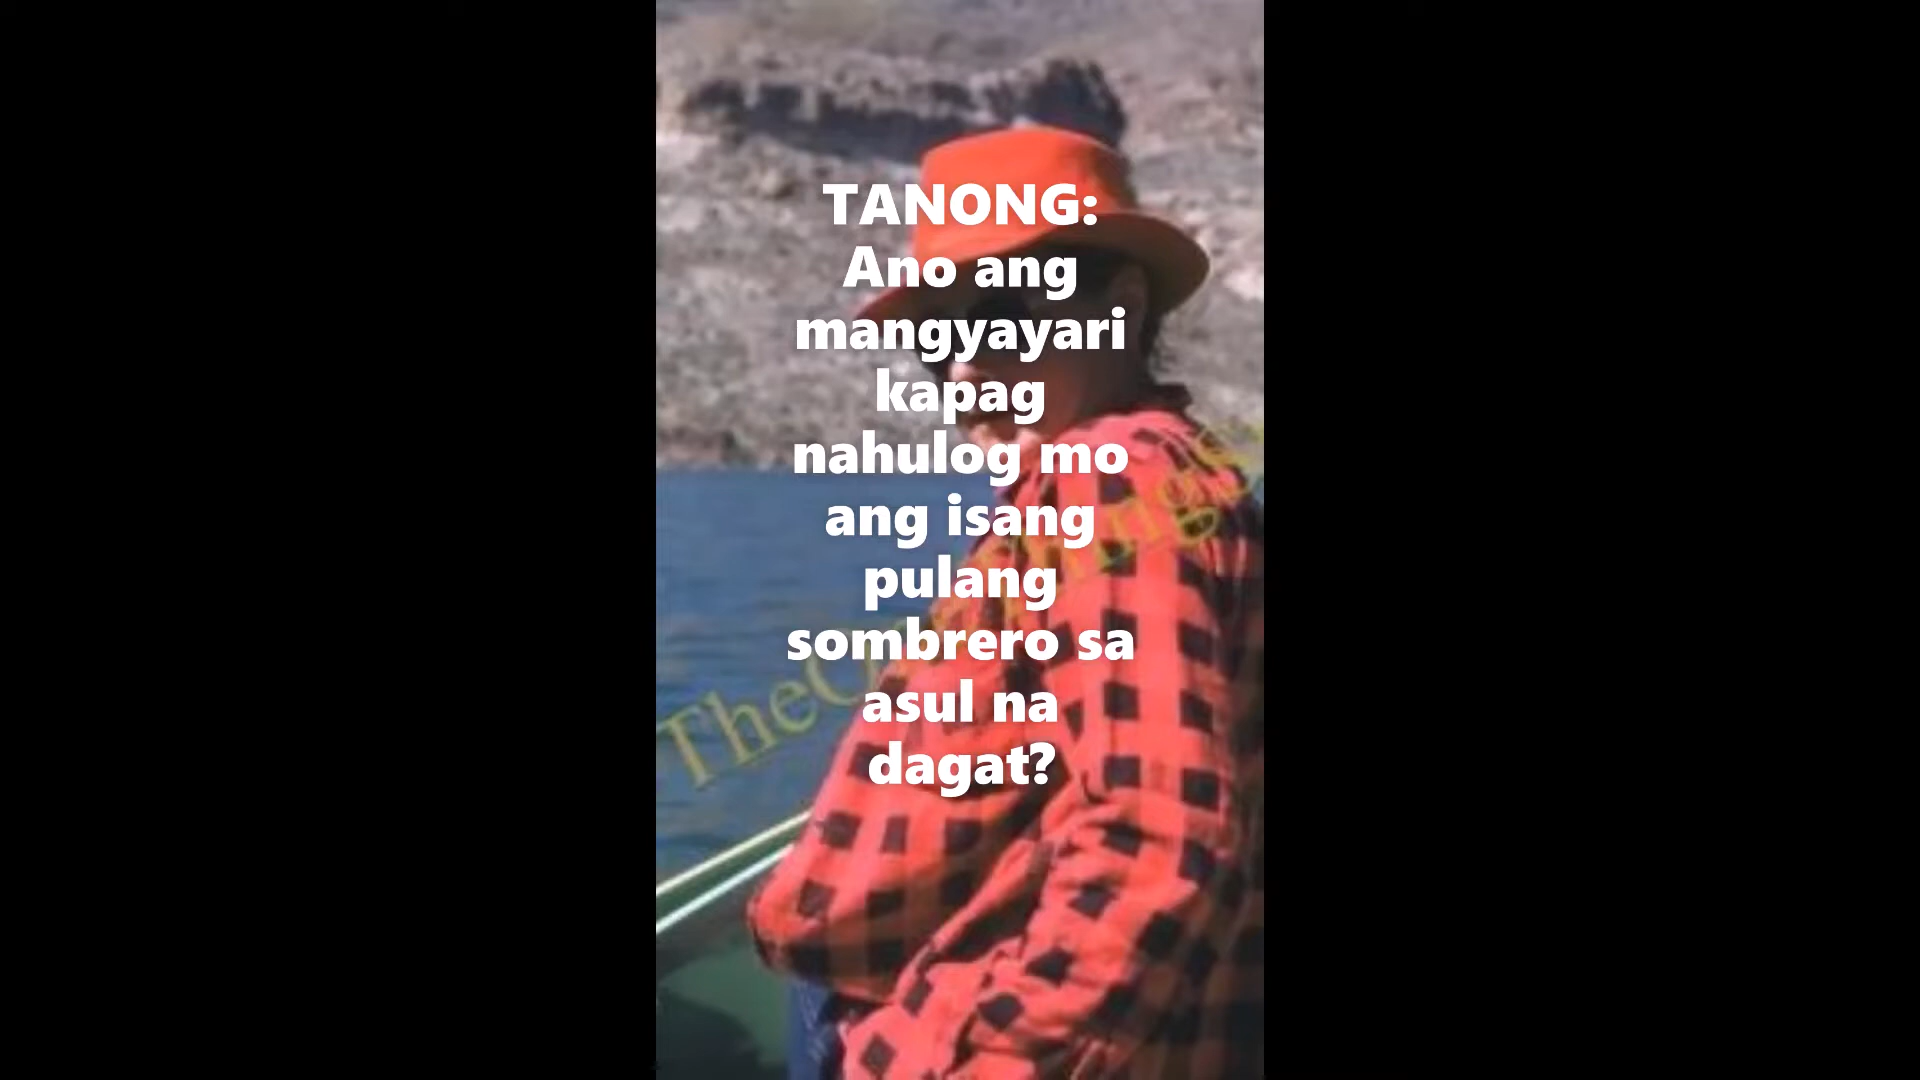 TANONG:
Ano ang
mangyayari
kapag
nahulog mo
ang isang
pulang
sombrero sa
asul na
dagat?